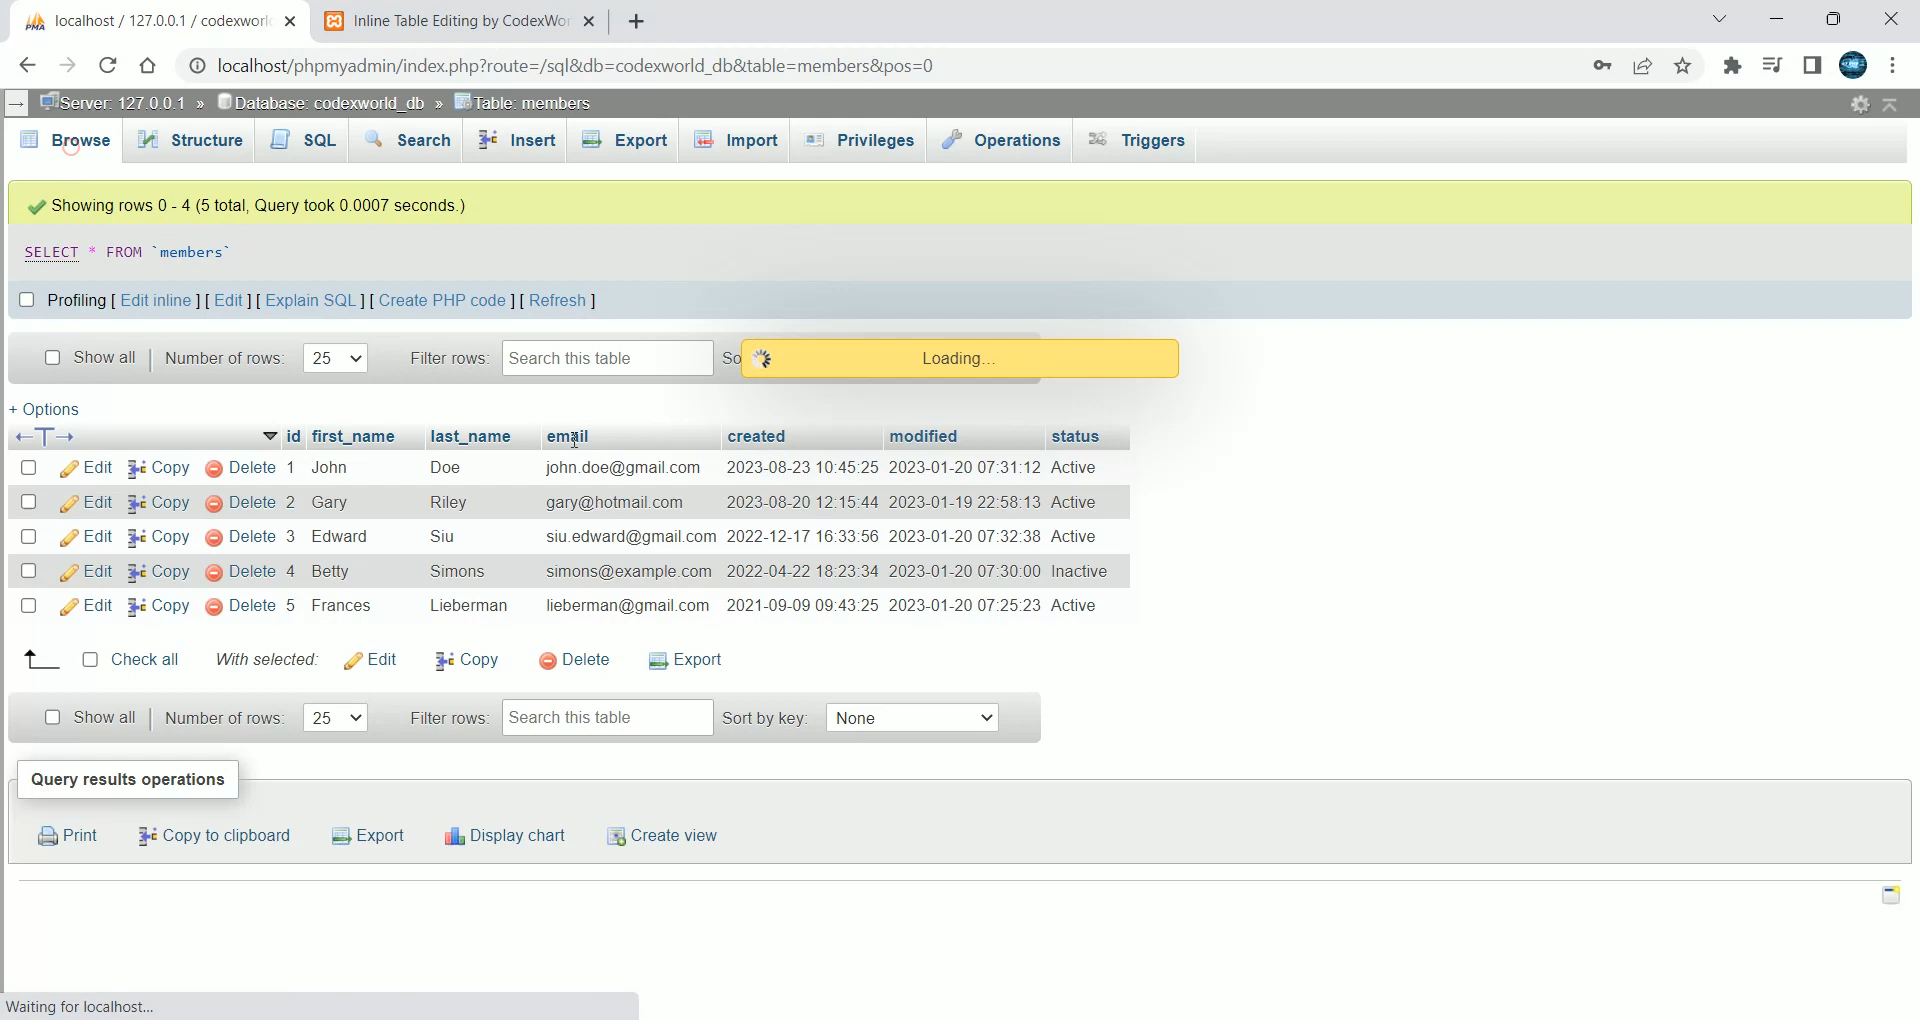 localhost / 127.0.0.1 / codexworl
Inline Table Editing by CodexWor
localhost/phpmyadmin/index.php?route=/sql&db=codexworld_db&table=members&pos=0
Server: 127.0.0.1 » Database: codexworld_db » Table: members
Browse Structure SQL Search Insert Export Import Privileges Operations Triggers
Showing rows 0 - 4 (5 total, Query took 0.0007 seconds.)
SELECT * FROM `members`
Profiling [ Edit inline ] [ Edit ] [ Explain SQL ] [ Create PHP code ] [ Refresh ]
Show all | Number of rows: 25 Filter rows: Search this table So Loading...
+ Options
←T→ id first_name last_name email created modified status
Edit Copy Delete 1 John Doe john.doe@gmail.com 2023-08-23 10:45:25 2023-01-20 07:31:12 Active
Edit Copy Delete 2 Gary Riley gary@hotmail.com 2023-08-20 12:15:44 2023-01-19 22:58:13 Active
Edit Copy Delete 3 Edward Siu siu.edward@gmail.com 2022-12-17 16:33:56 2023-01-20 07:32:38 Active
Edit Copy Delete 4 Betty Simons simons@example.com 2022-04-22 18:23:34 2023-01-20 07:30:00 Inactive
Edit Copy Delete 5 Frances Lieberman lieberman@gmail.com 2021-09-09 09:43:25 2023-01-20 07:25:23 Active
Check all With selected: Edit Copy Delete Export
Show all | Number of rows: 25 Filter rows: Search this table Sort by key: None
Query results operations
Print Copy to clipboard Export Display chart Create view
Waiting for localhost...